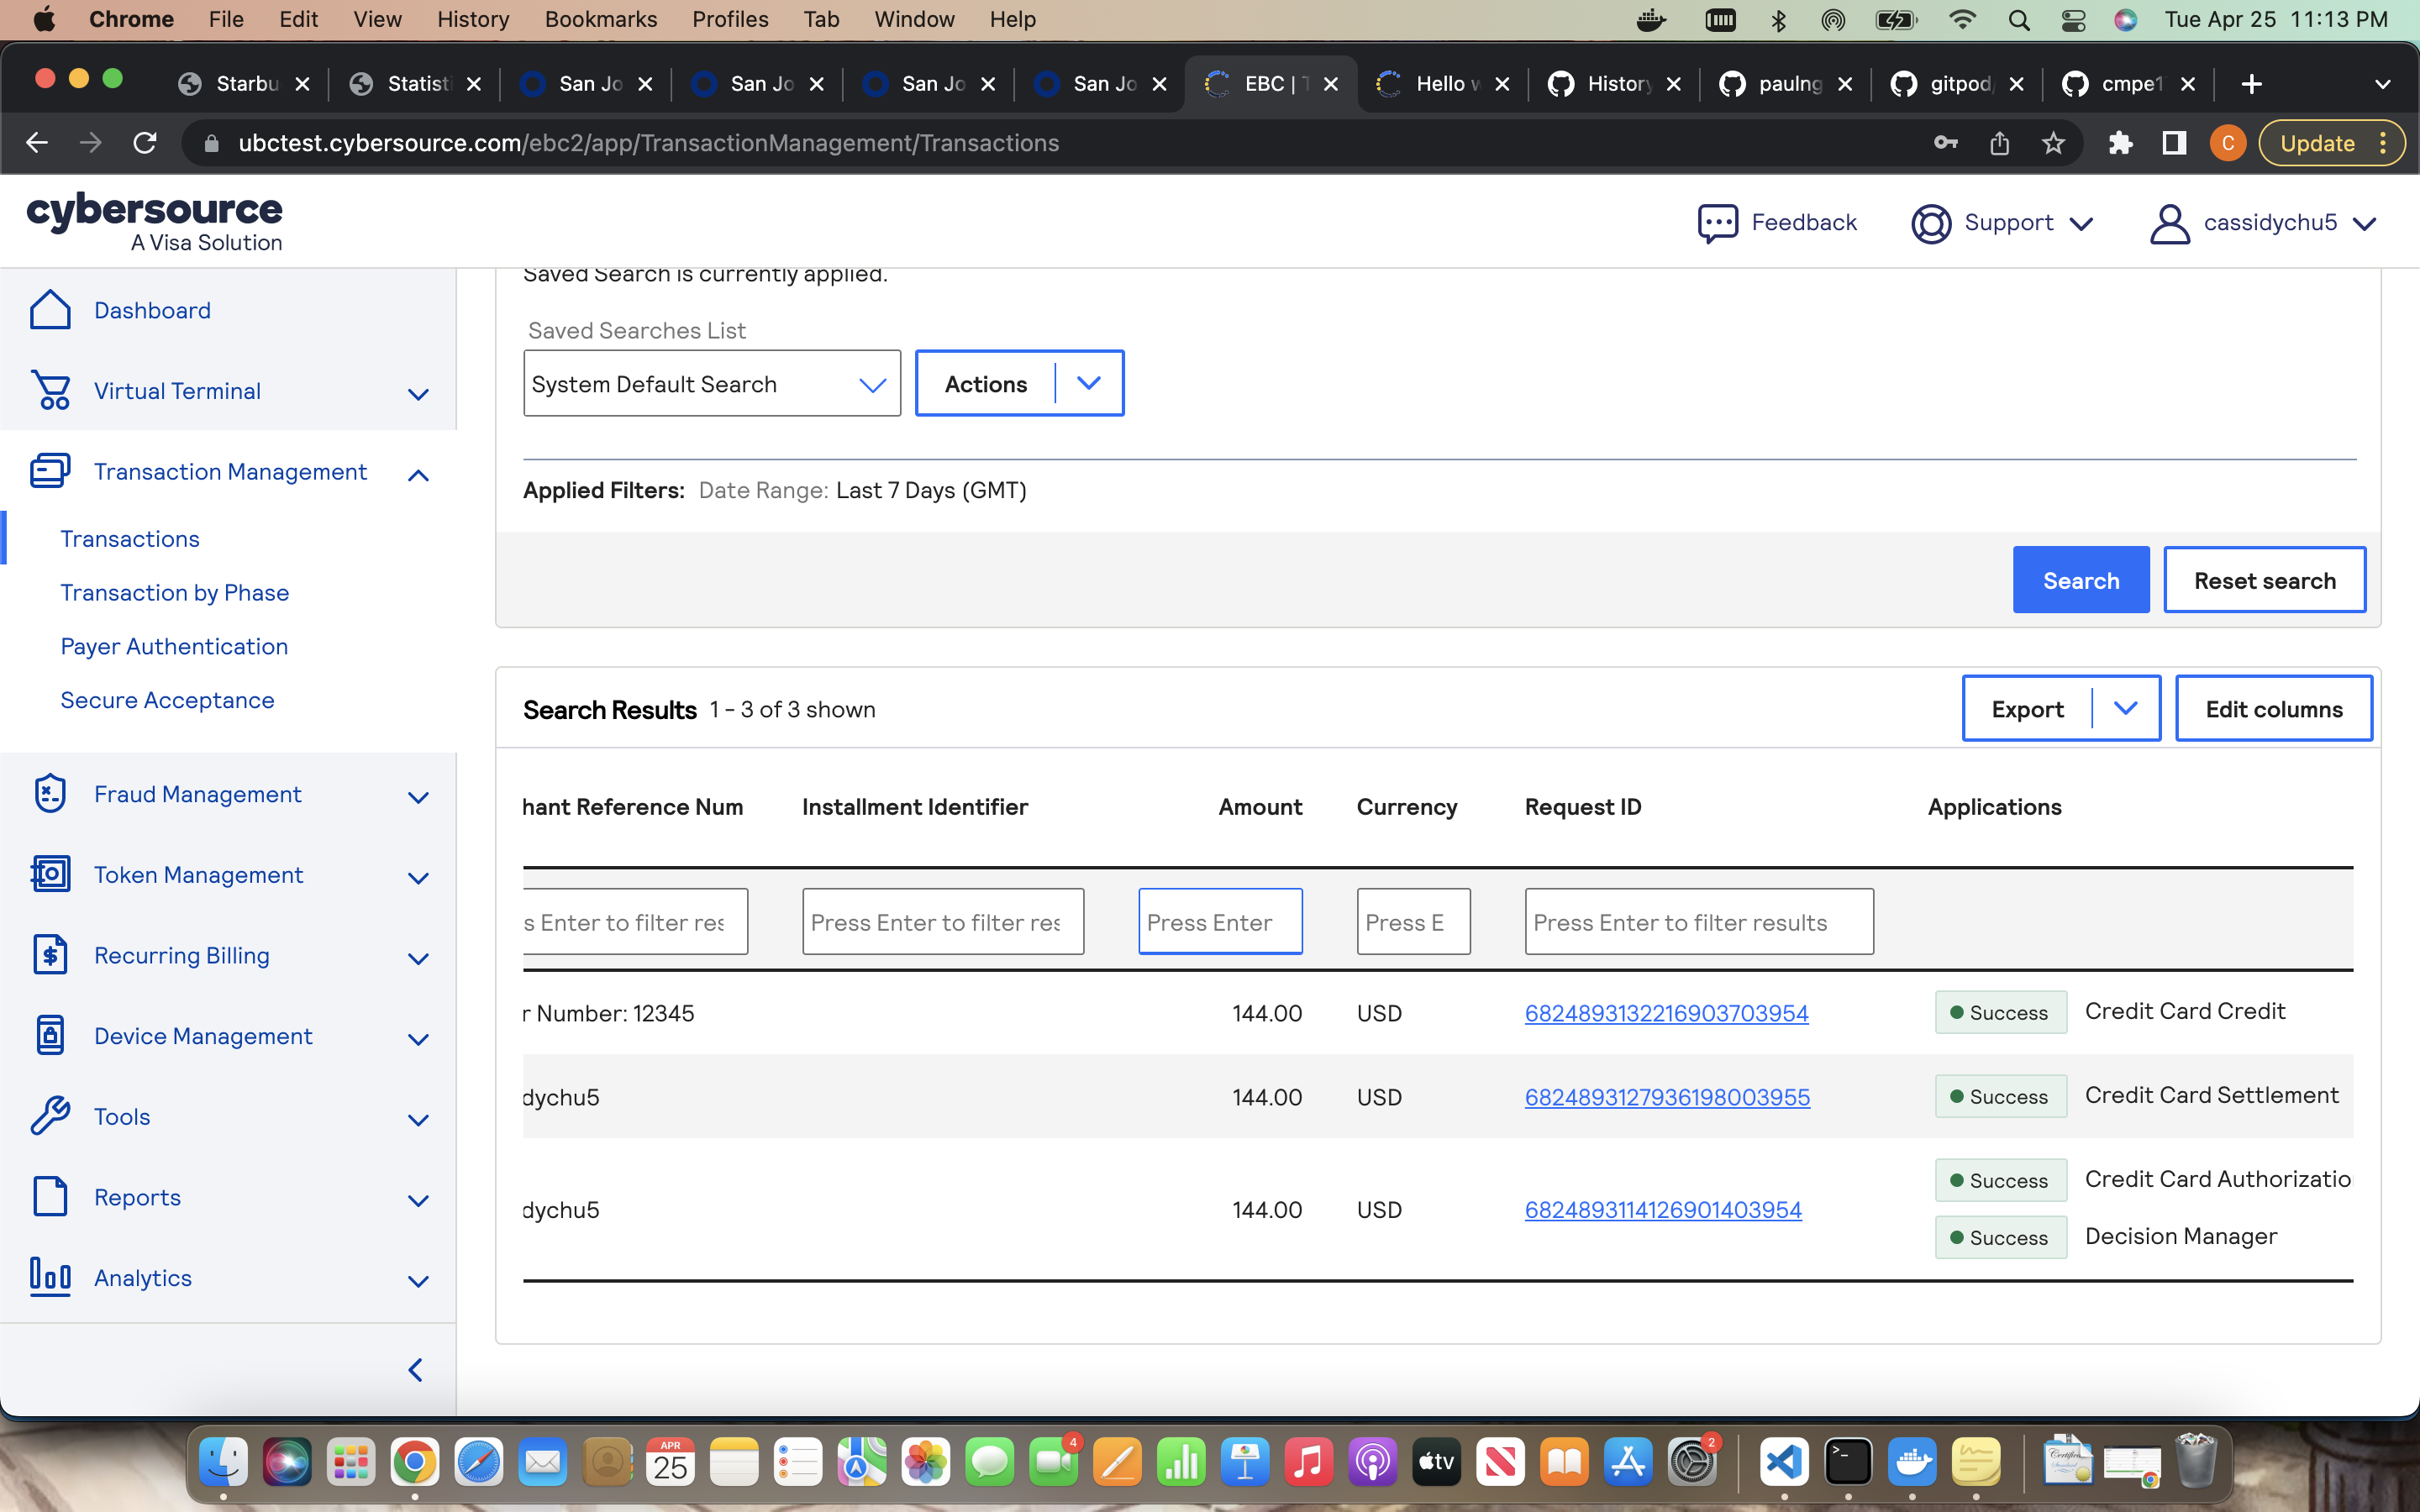 Chrome File Edit View History Bookmarks Profiles Tab Window Help Tue Apr 25 11:13 PM
Starbu Statisti San Jo San Jo San Jo San Jo EBC | T Hello w History paulng gitpod/ cmpe1
ubctest.cybersource.com/ebc2/app/TransactionManagement/Transactions C Update
cybersource
A Visa Solution
Feedback Support cassidychu5
Dashboard
Virtual Terminal
Transaction Management
Transactions
Transaction by Phase
Payer Authentication
Secure Acceptance
Fraud Management
Token Management
Recurring Billing
Device Management
Tools
Reports
Analytics
Saved Search is currently applied.
Saved Searches List
System Default Search Actions
Applied Filters: Date Range: Last 7 Days (GMT)
Search Reset search
Search Results 1 - 3 of 3 shown Export Edit columns
hant Reference Num Installment Identifier Amount Currency Request ID Applications
s Enter to filter res Press Enter to filter res Press Enter Press E Press Enter to filter results
r Number: 12345 144.00 USD 6824893132216903703954 Success Credit Card Credit
dychu5 144.00 USD 6824893127936198003955 Success Credit Card Settlement
dychu5 144.00 USD 6824893114126901403954 Success Credit Card Authorizatio
Success Decision Manager
APR
25
4
tv
2